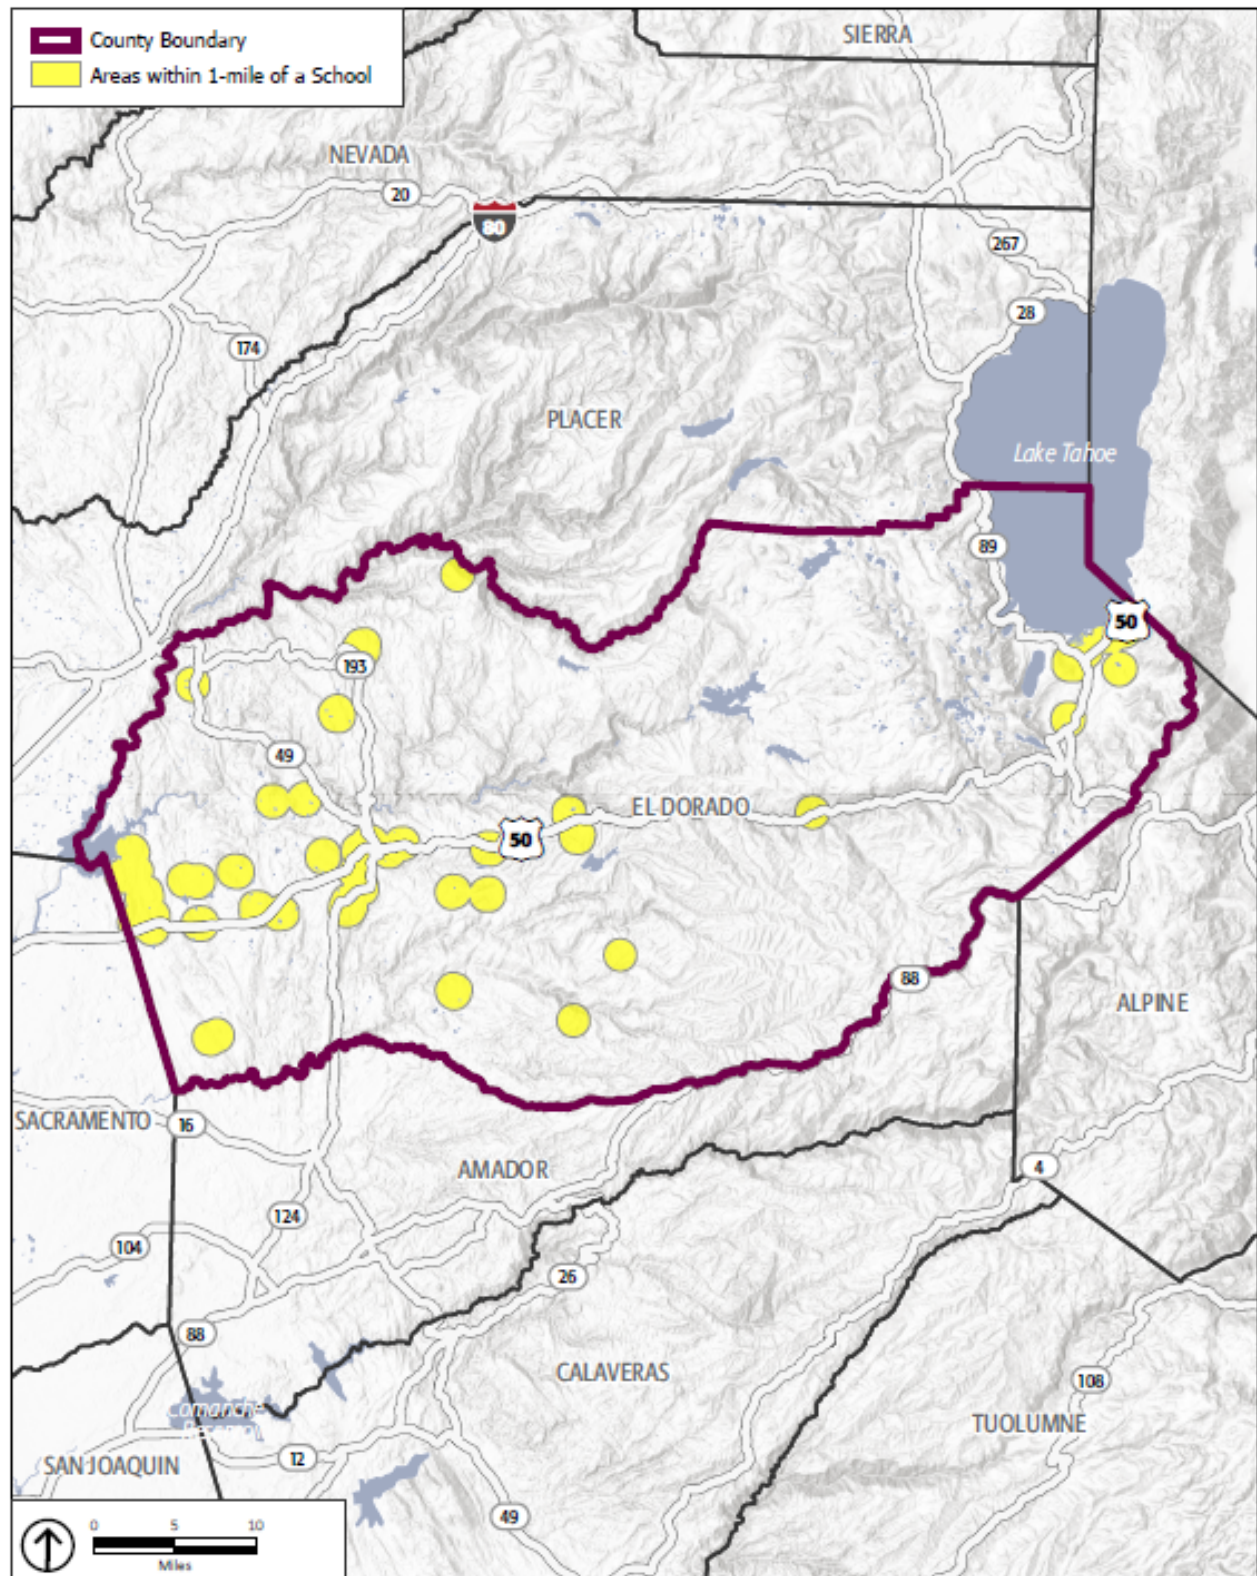 County Boundary
Areas within 1-mile of a School
SIERRA
NEVADA
20
80
267
28
174
PLACER
Lake Tahoe
89
50
193
49
EL DORADO
50
88
ALPINE
SACRAMENTO
16
AMADOR
4
124
104
26
88
CALAVERAS
108
Comanche
Reservoir
TUOLUMNE
12
SAN JOAQUIN
49
0 5 10
Miles